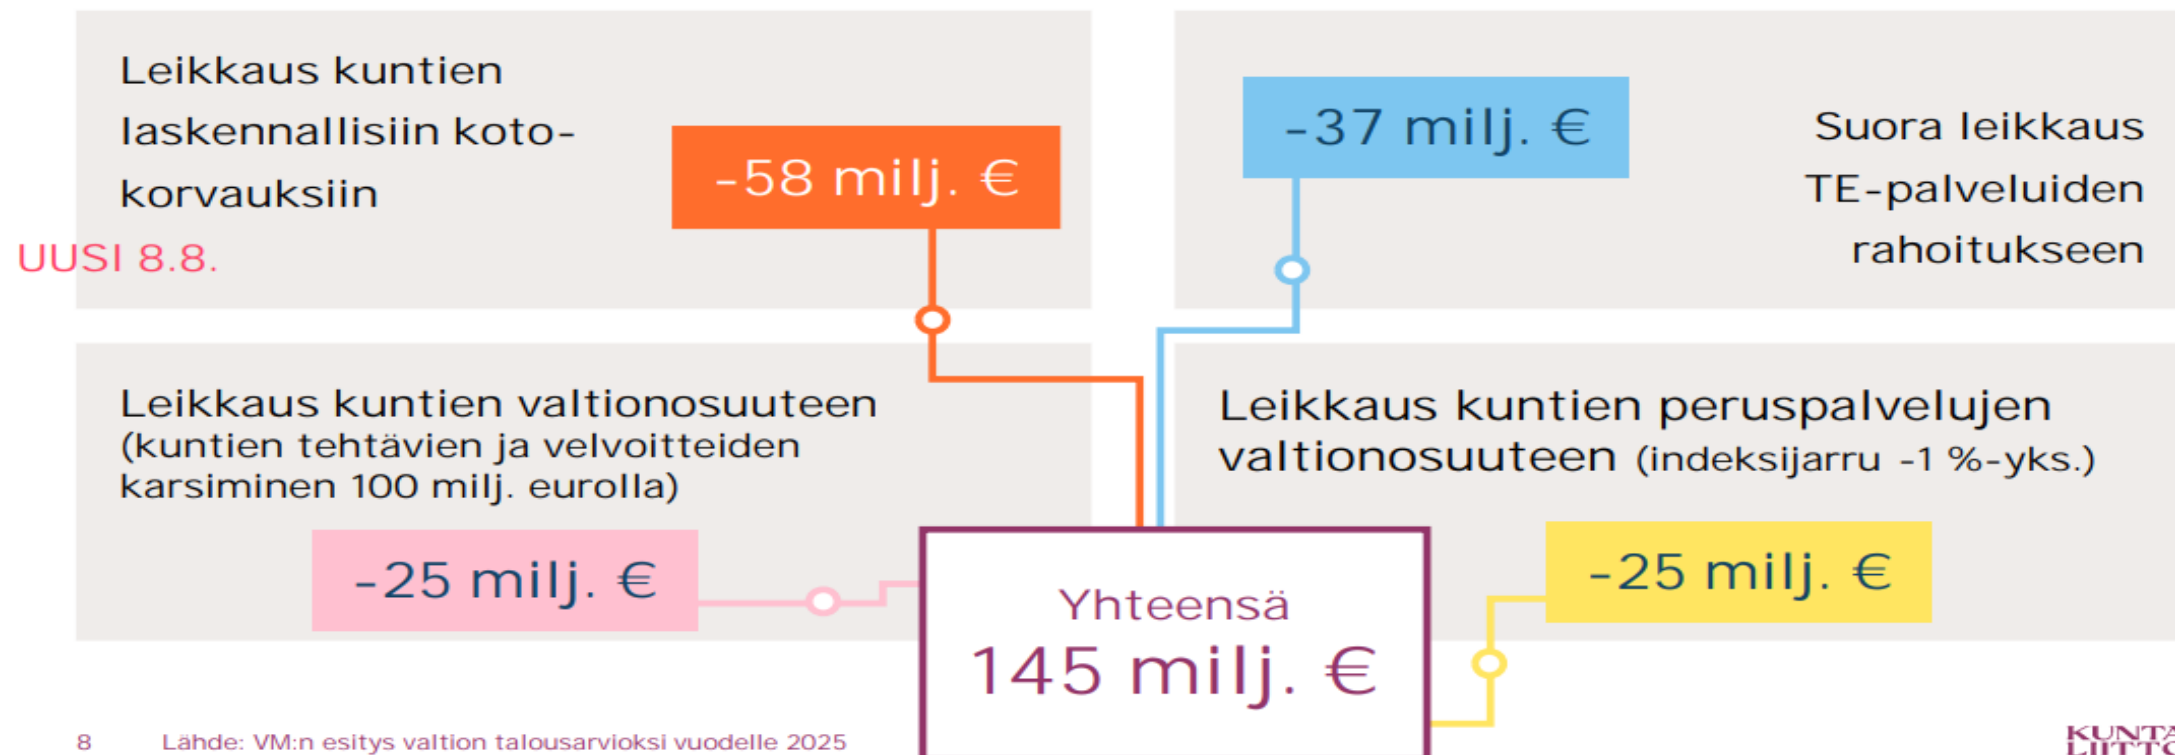 Leikkaus kuntien
laskennallisiin koto-
korvauksiin
UUSI 8.8.
-58 milj. €
-37 milj. €
Suora leikkaus
TE-palveluiden
rahoitukseen
Leikkaus kuntien valtionosuuteen
(kuntien tehtävien ja velvoitteiden
karsiminen 100 milj. eurolla)
-25 milj. €
Leikkaus kuntien peruspalvelujen
valtionosuuteen (indeksijarru -1 %-yks.)
-25 milj. €
Yhteensä
145 milj. €
8 Lähde: VM:n esitys valtion talousarvioksi vuodelle 2025
KUNTA
LIITTO